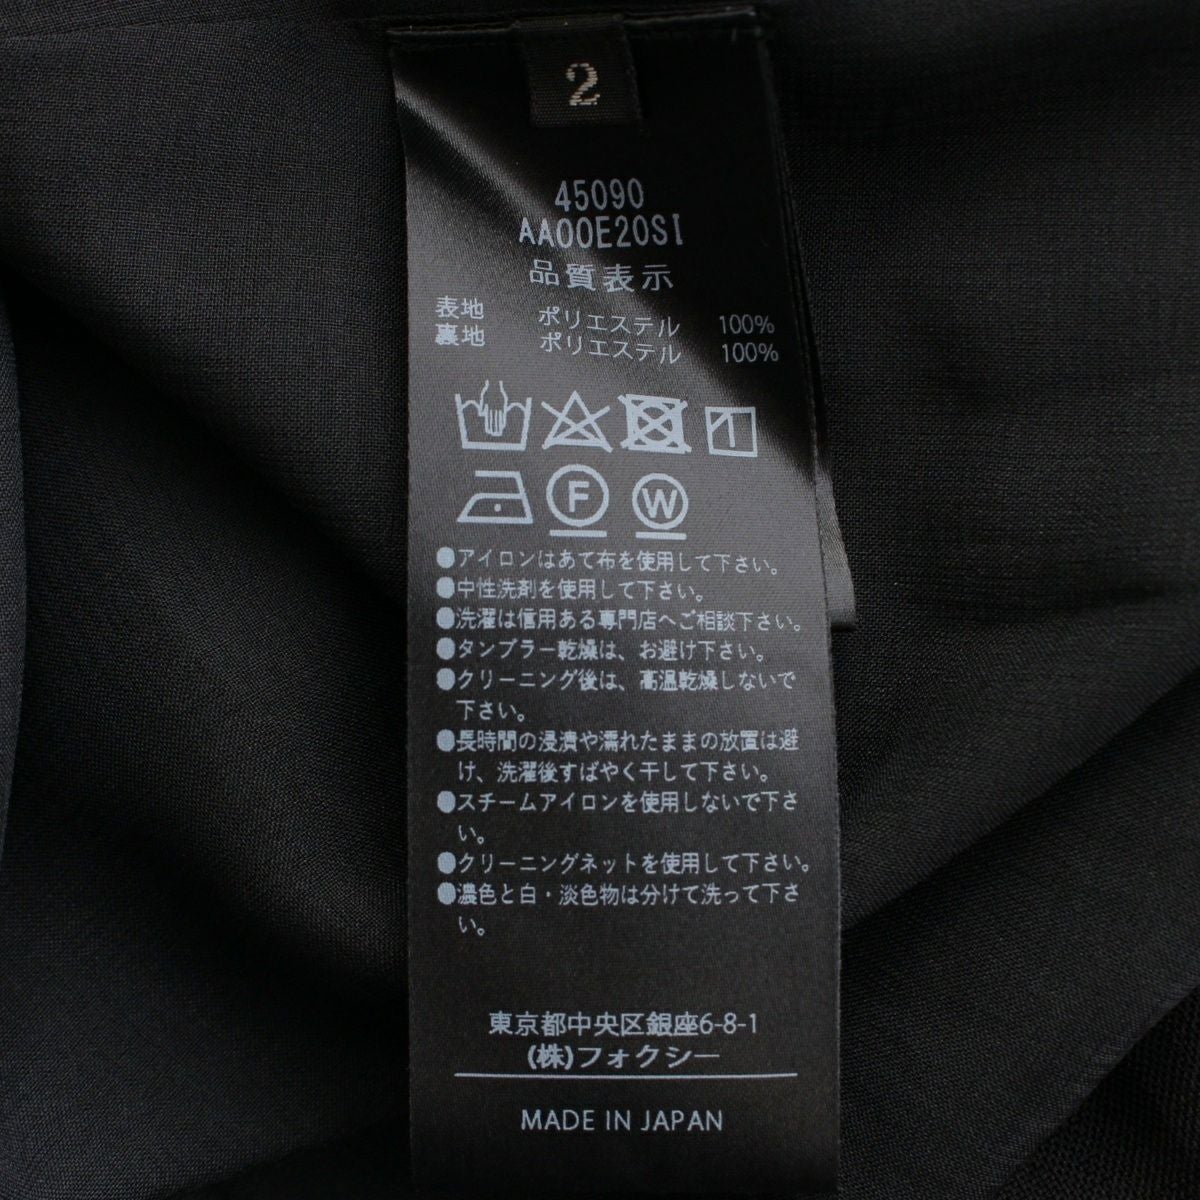 2
45090
AA00E20SI
品質表示
表地 ポリエステル 100%
裏地 ポリエステル 100%
F W
●アイロンはあて布を使用して下さい。
●中性洗剤を使用して下さい。
●洗濯は信用ある専門店へご相談下さい。
●タンブラー乾燥は、お避け下さい。
●クリーニング後は、高温乾燥しないで
下さい。
●長時間の浸漬や濡れたままの放置は避
け、洗濯後すばやく干して下さい。
●スチームアイロンを使用しないで下さ
い。
●クリーニングネットを使用して下さい。
●濃色と白・淡色物は分けて洗って下さ
い。
東京都中央区銀座6-8-1
(株)フォクシー
MADE IN JAPAN